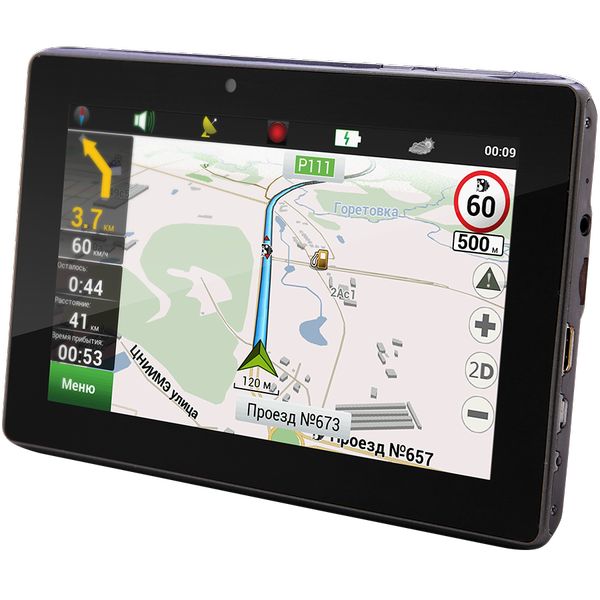 00:09
P111
3.7 км
60 км/ч
Осталось:
0:44
Расстояние:
41 км
Время прибытия:
00:53
Меню
Горетовка
60
500 м
2Ас1
2D
120 м
ЦНИИМЭ улица
Проезд №673
Проезд №657